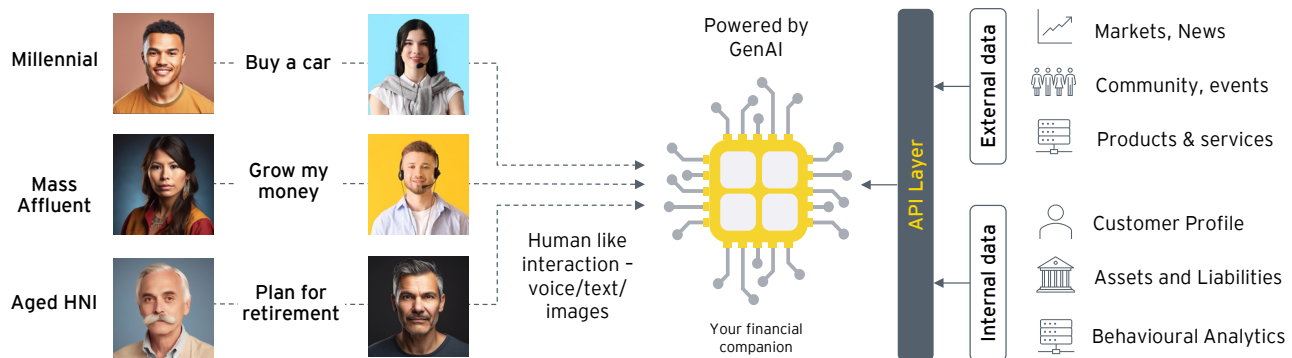 Millennial
Buy a car
Mass
Affluent
Grow my
money
Aged HNI
Plan for
retirement
Human like
interaction –
voice/text/
images
Powered by
GenAI
Your financial
companion
API Layer
External data
Markets, News
Community, events
Products & services
Internal data
Customer Profile
Assets and Liabilities
Behavioural Analytics